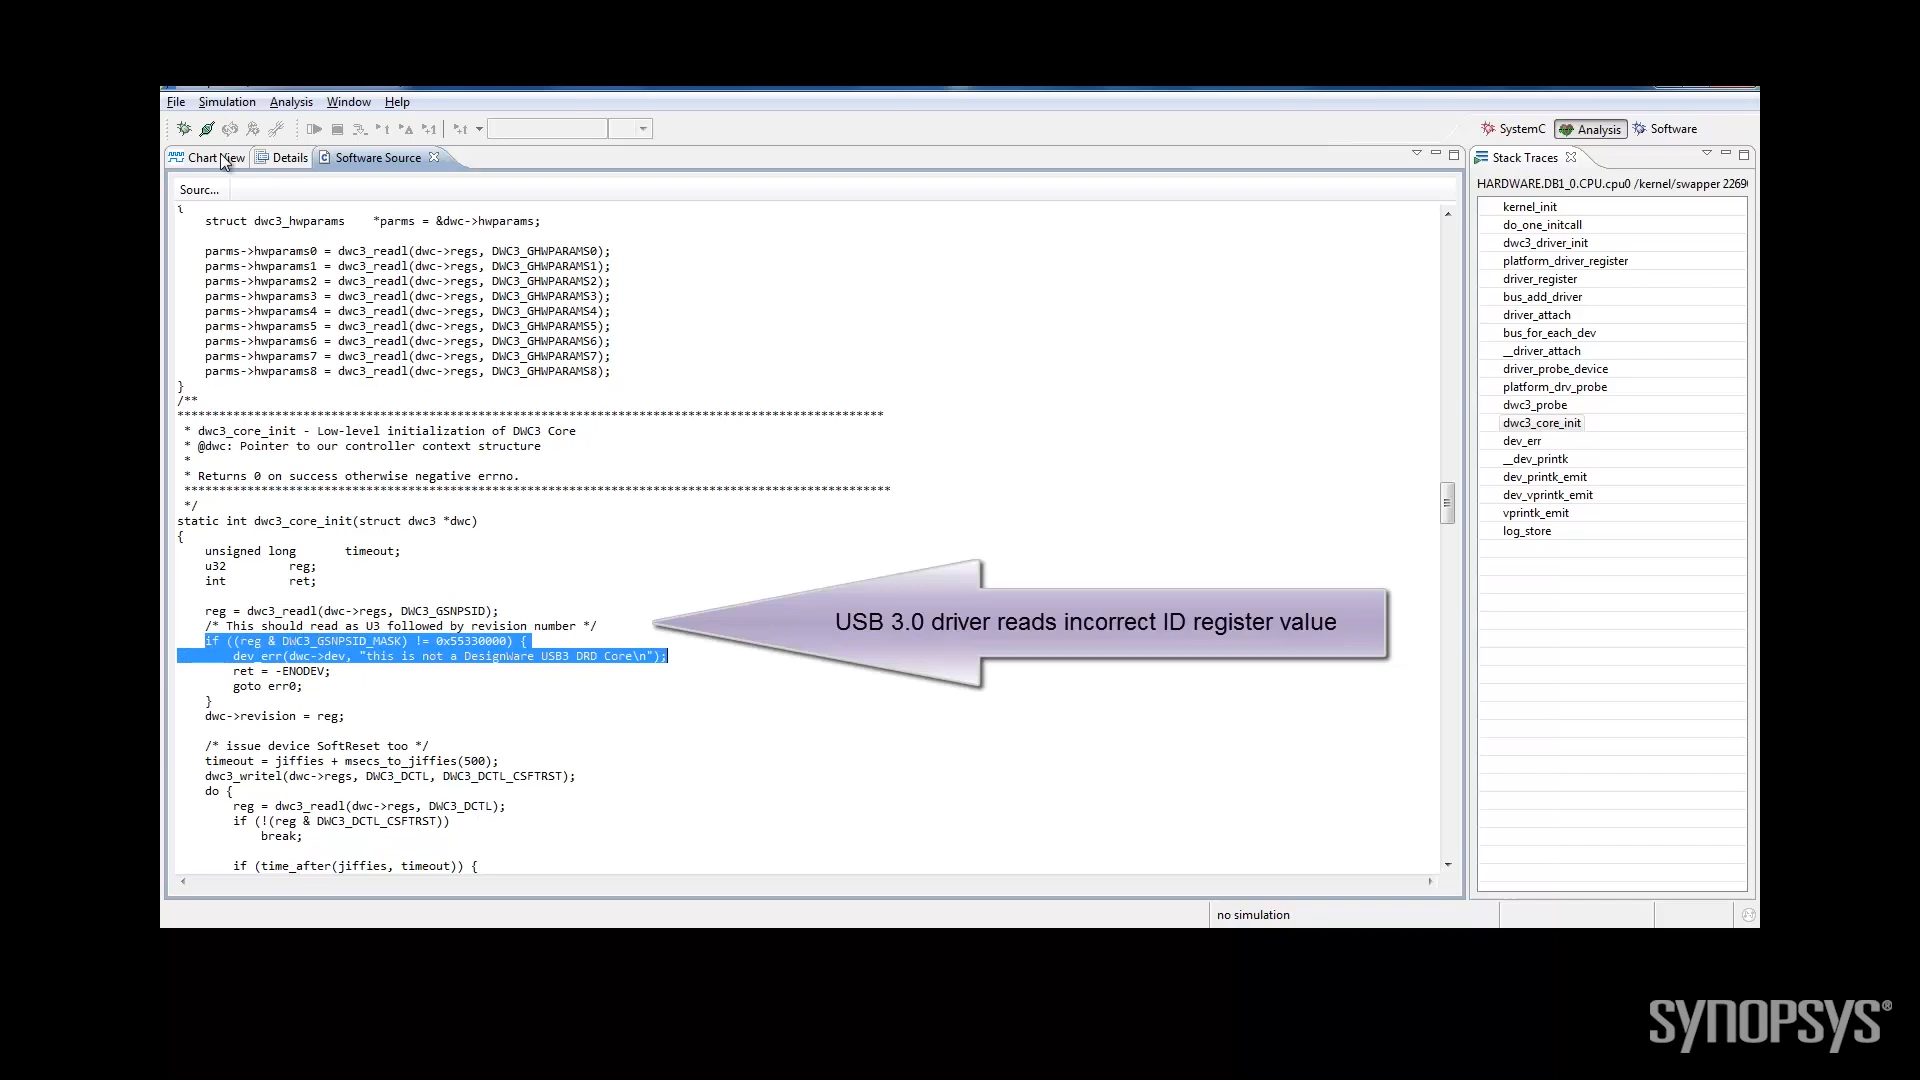 File Simulation Analysis Window Help
SystemC Analysis Software
Chart View Details Software Source
Stack Traces
Sourc...
HARDWARE.DB1_0.CPU.cpu0 /kernel/swapper 2269
{
struct dwc3_hwparams *parms = &dwc->hwparams;
parms->hwparams0 = dwc3_readl(dwc->regs, DWC3_GHWPARAMS0);
parms->hwparams1 = dwc3_readl(dwc->regs, DWC3_GHWPARAMS1);
parms->hwparams2 = dwc3_readl(dwc->regs, DWC3_GHWPARAMS2);
parms->hwparams3 = dwc3_readl(dwc->regs, DWC3_GHWPARAMS3);
parms->hwparams4 = dwc3_readl(dwc->regs, DWC3_GHWPARAMS4);
parms->hwparams5 = dwc3_readl(dwc->regs, DWC3_GHWPARAMS5);
parms->hwparams6 = dwc3_readl(dwc->regs, DWC3_GHWPARAMS6);
parms->hwparams7 = dwc3_readl(dwc->regs, DWC3_GHWPARAMS7);
parms->hwparams8 = dwc3_readl(dwc->regs, DWC3_GHWPARAMS8);
}
/**
*****************************************************************************************************
* dwc3_core_init - Low-level initialization of DWC3 Core
* @dwc: Pointer to our controller context structure
*
* Returns 0 on success otherwise negative errno.
*****************************************************************************************************
*/
static int dwc3_core_init(struct dwc3 *dwc)
{
unsigned long timeout;
u32 reg;
int ret;
reg = dwc3_readl(dwc->regs, DWC3_GSNPSID);
/* This should read as U3 followed by revision number */
if ((reg & DWC3_GSNPSID_MASK) != 0x55330000) {
dev_err(dwc->dev, "this is not a DesignWare USB3 DRD Core\n");
ret = -ENODEV;
goto err0;
}
dwc->revision = reg;
/* issue device SoftReset too */
timeout = jiffies + msecs_to_jiffies(500);
dwc3_writel(dwc->regs, DWC3_DCTL, DWC3_DCTL_CSFTRST);
do {
reg = dwc3_readl(dwc->regs, DWC3_DCTL);
if (!(reg & DWC3_DCTL_CSFTRST))
break;
if (time_after(jiffies, timeout)) {
USB 3.0 driver reads incorrect ID register value
kernel_init
do_one_initcall
dwc3_driver_init
platform_driver_register
driver_register
bus_add_driver
driver_attach
bus_for_each_dev
__driver_attach
driver_probe_device
platform_drv_probe
dwc3_probe
dwc3_core_init
dev_err
__dev_printk
dev_printk_emit
dev_vprintk_emit
vprintk_emit
log_store
no simulation
SYNOPSYS®